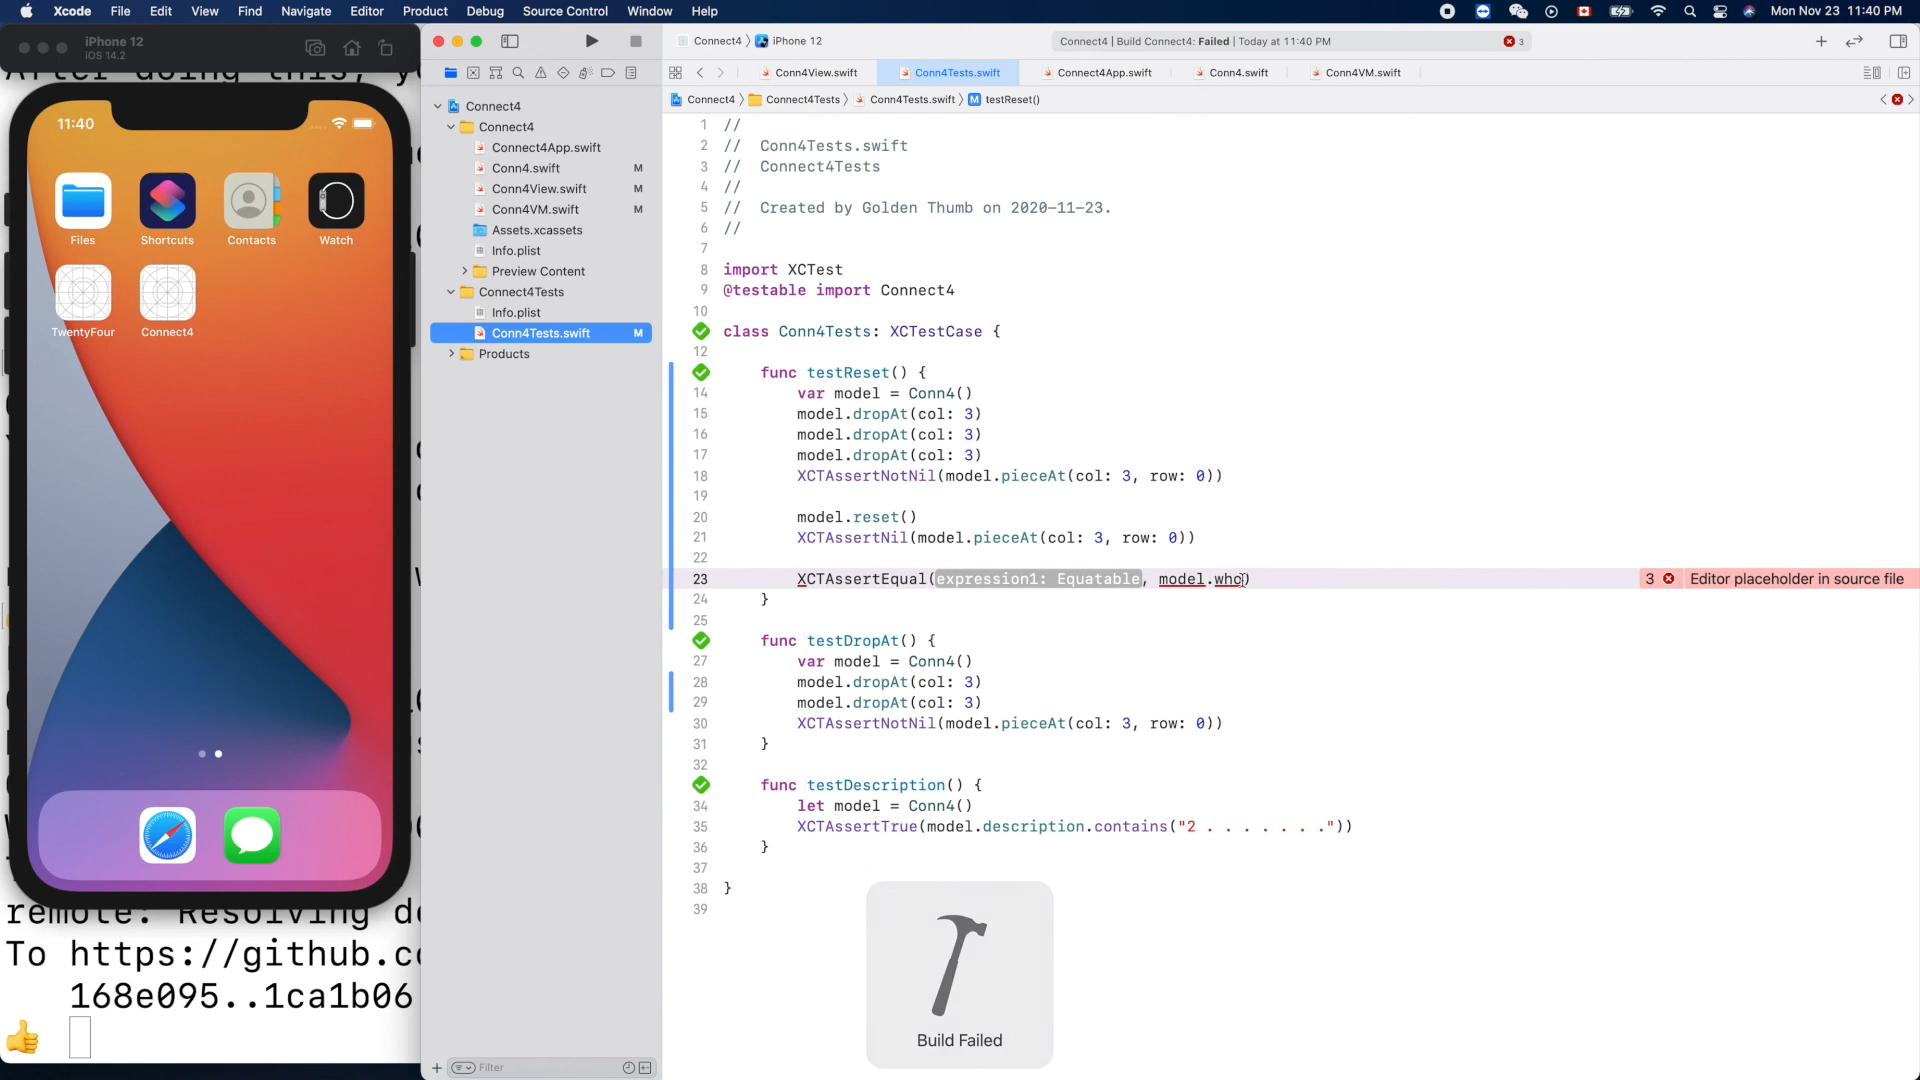 Xcode File Edit View Find Navigate Editor Product Debug Source Control Window Help Mon Nov 23 11:40 PM
iPhone 12
iOS 14.2
Connect4 iPhone 12 Connect4 | Build Connect4: Failed | Today at 11:40 PM 3
Conn4View.swift Conn4Tests.swift Connect4App.swift Conn4.swift Conn4VM.swift
Connect4 Connect4Tests Conn4Tests.swift M testReset()
After doing this, yo
11:40
Files Shortcuts Contacts Watch
TwentyFour Connect4
remote: Resolving de
To https://github.co
168e095..1ca1b06
Connect4
Connect4
Connect4App.swift
Conn4.swift M
Conn4View.swift M
Conn4VM.swift M
Assets.xcassets
Info.plist
Preview Content
Connect4Tests
Info.plist
Conn4Tests.swift M
Products
Filter
1 //
2 // Conn4Tests.swift
3 // Connect4Tests
4 //
5 // Created by Golden Thumb on 2020-11-23.
6 //
7
8 import XCTest
9 @testable import Connect4
10
class Conn4Tests: XCTestCase {
12
func testReset() {
14 var model = Conn4()
15 model.dropAt(col: 3)
16 model.dropAt(col: 3)
17 model.dropAt(col: 3)
18 XCTAssertNotNil(model.pieceAt(col: 3, row: 0))
19
20 model.reset()
21 XCTAssertNil(model.pieceAt(col: 3, row: 0))
22
23 XCTAssertEqual(expression1: Equatable, model.who) 3 Editor placeholder in source file
24 }
25
func testDropAt() {
27 var model = Conn4()
28 model.dropAt(col: 3)
29 model.dropAt(col: 3)
30 XCTAssertNotNil(model.pieceAt(col: 3, row: 0))
31 }
32
func testDescription() {
34 let model = Conn4()
35 XCTAssertTrue(model.description.contains("2 . . . . . . ."))
36 }
37
38 }
39
Build Failed